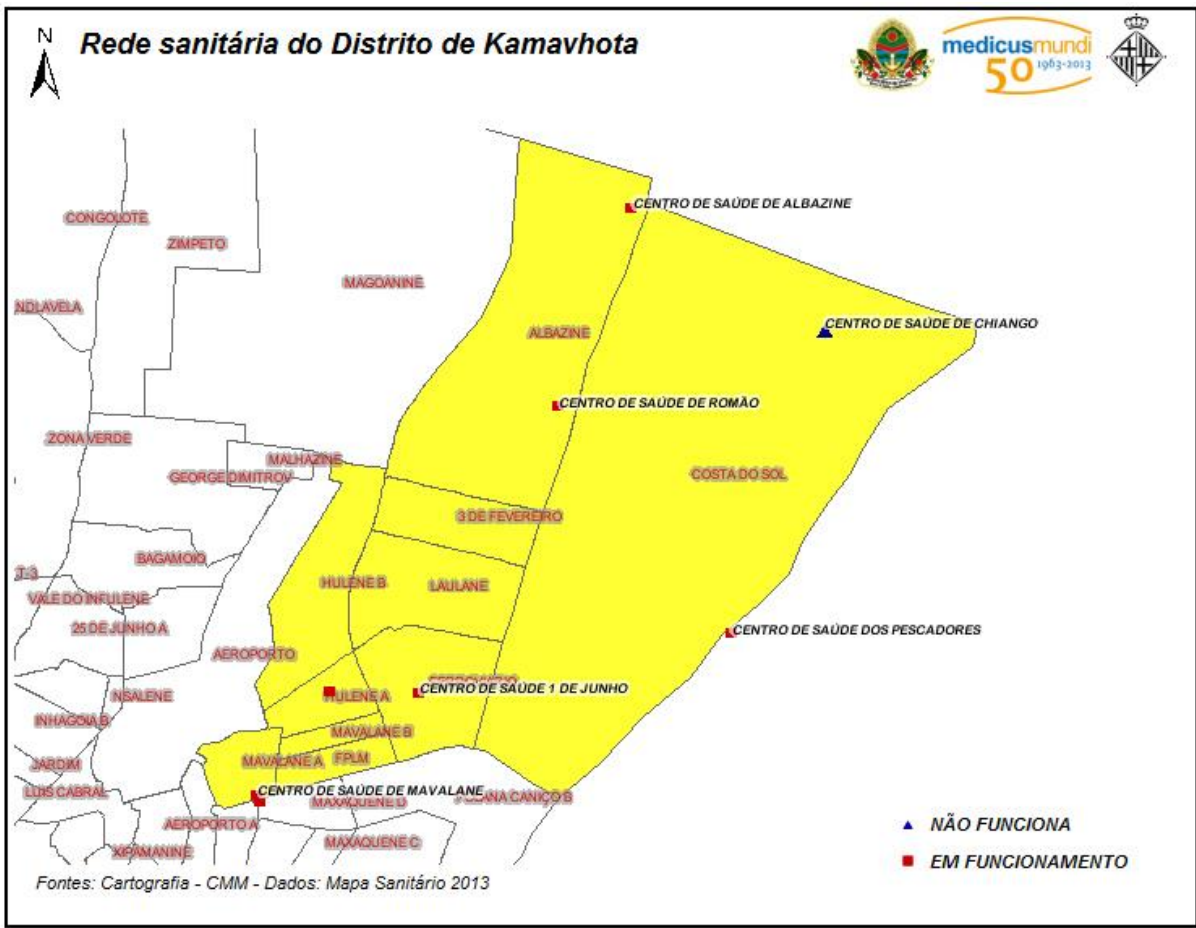 N
Rede sanitária do Distrito de Kamavhota
medicusmundi
50 1963-2013
CENTRO DE SAÚDE DE ALBAZINE
CONGOLOTE
ZIMPETO
MAGOANINE
NDLAVELA
CENTRO DE SAÚDE DE CHIANGO
ALBAZINE
CENTRO DE SAÚDE DE ROMÃO
ZONA VERDE
MALHAZINE
GEORGE DIMITROV
COSTA DO SOL
3 DE FEVEREIRO
BAGAMOIO
T-3
HULENE B
LAULANE
VALE DO INFULENE
25 DE JUNHO A
CENTRO DE SAÚDE DOS PESCADORES
AEROPORTO
CENTRO DE SAÚDE 1 DE JUNHO
NSALENE
HULENE A
INHAGOIA B
MAVALANE B
JARDIM
MAVALANE A
FPLM
LUIS CABRAL
CENTRO DE SAÚDE DE MAVALANE
MAXAQUENE D
CANIÇO B
AEROPORTO A
XIPAMANINE
MAXAQUENE C
NÃO FUNCIONA
EM FUNCIONAMENTO
Fontes: Cartografia - CMM - Dados: Mapa Sanitário 2013